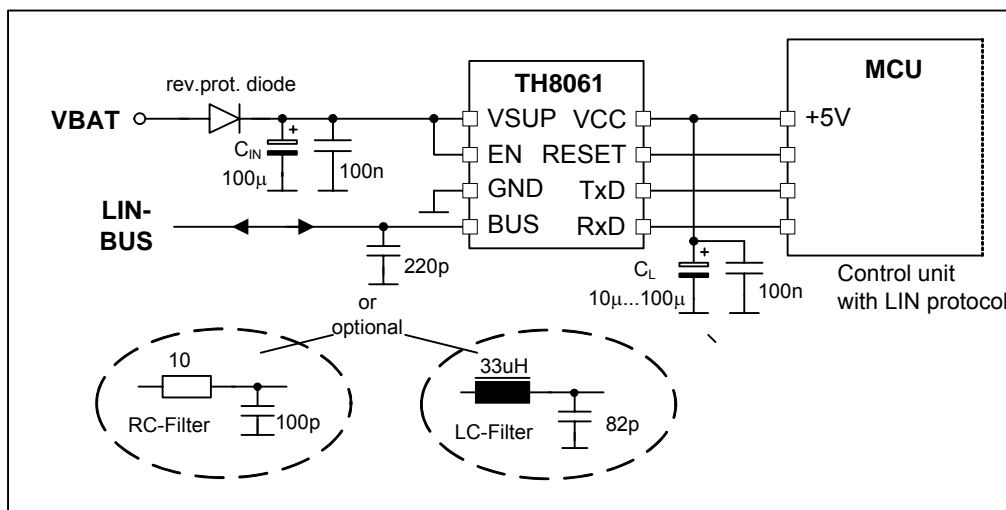 TH8061
MCU
rev.prot. diode
VBAT
VSUP
VCC
+5V
+
C_IN
100µ
100n
EN
RESET
GND
TxD
LIN-
BUS
BUS
RxD
220p
+
C_L
10µ...100µ
100n
Control unit
with LIN protocol
or
optional
10
100p
RC-Filter
33uH
82p
LC-Filter